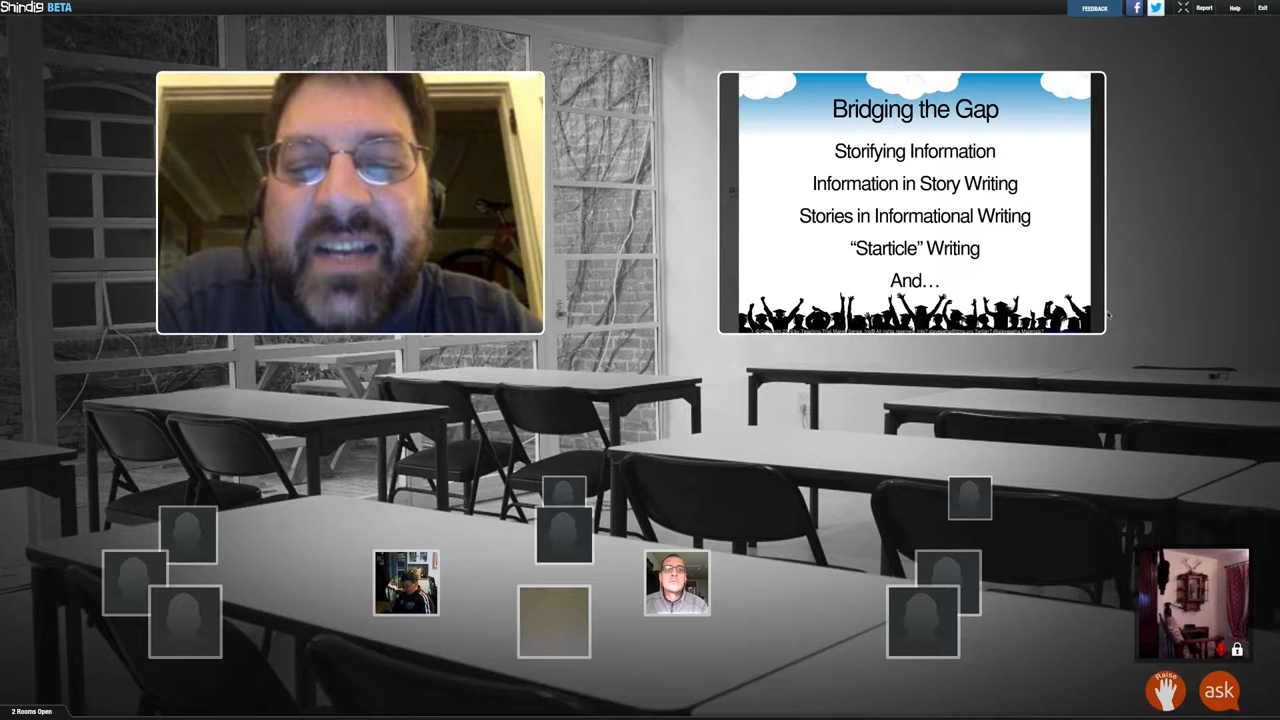 Shindig BETA
FEEDBACK
Report
Help
Exit
Bridging the Gap
Storifying Information
Information in Story Writing
Stories in Informational Writing
“Starticle” Writing
And…
Raise
ask
2 Rooms Open